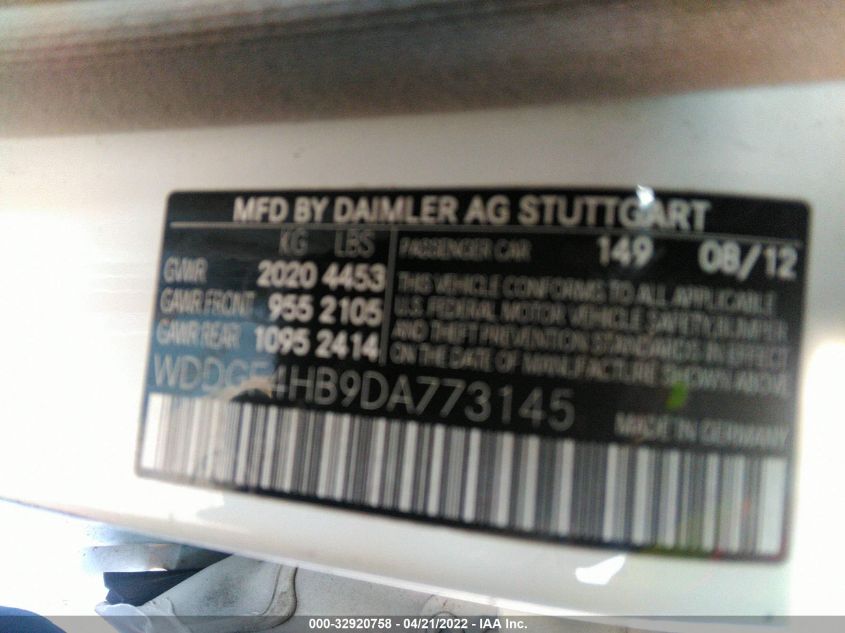 MFD BY DAIMLER AG STUTTGART
KG LBS
GVWR 2020 4453
GAWR FRONT 955 2105
GAWR REAR 1095 2414
PASSENGER CAR 149 08/12
THIS VEHICLE CONFORMS TO ALL APPLICABLE
U.S. FEDERAL MOTOR VEHICLE SAFETY, BUMPER
AND THEFT PREVENTION STANDARDS IN EFFECT
ON THE DATE OF MANUFACTURE SHOWN ABOVE
WDDGF4HB9DA773145
MADE IN GERMANY
000-32920758 - 04/21/2022 - IAA Inc.